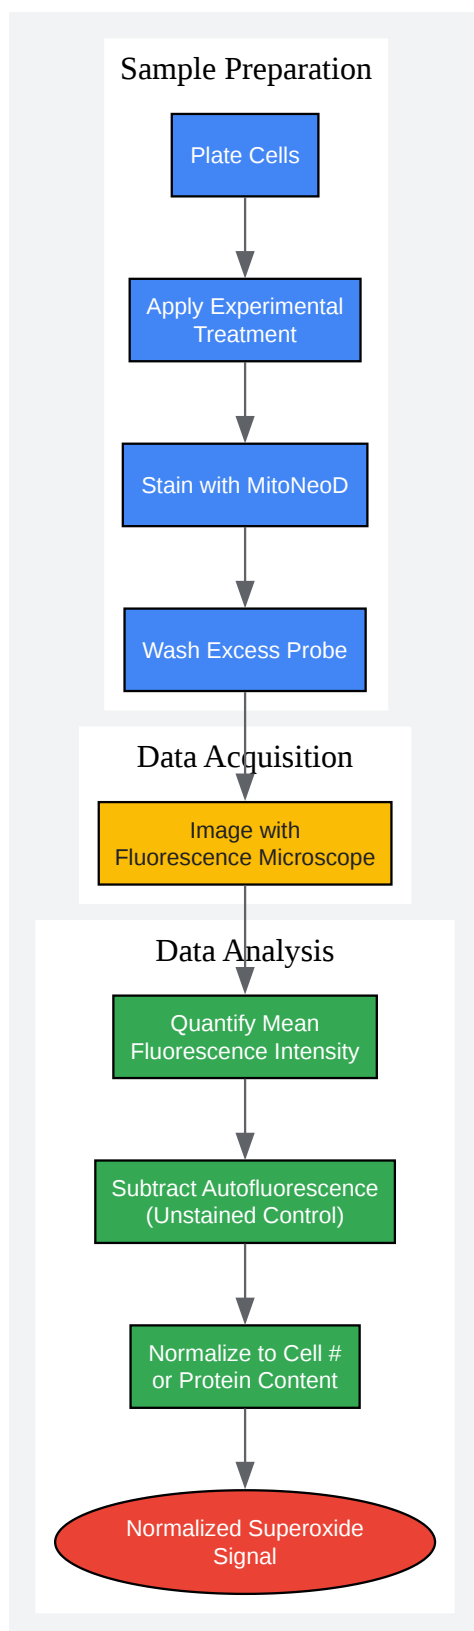 Sample Preparation
Plate Cells
Apply Experimental
Treatment
Stain with MitoNeoD
Wash Excess Probe
Data Acquisition
Image with
Fluorescence Microscope
Data Analysis
Quantify Mean
Fluorescence Intensity
Subtract Autofluorescence
(Unstained Control)
Normalize to Cell #
or Protein Content
Normalized Superoxide
Signal